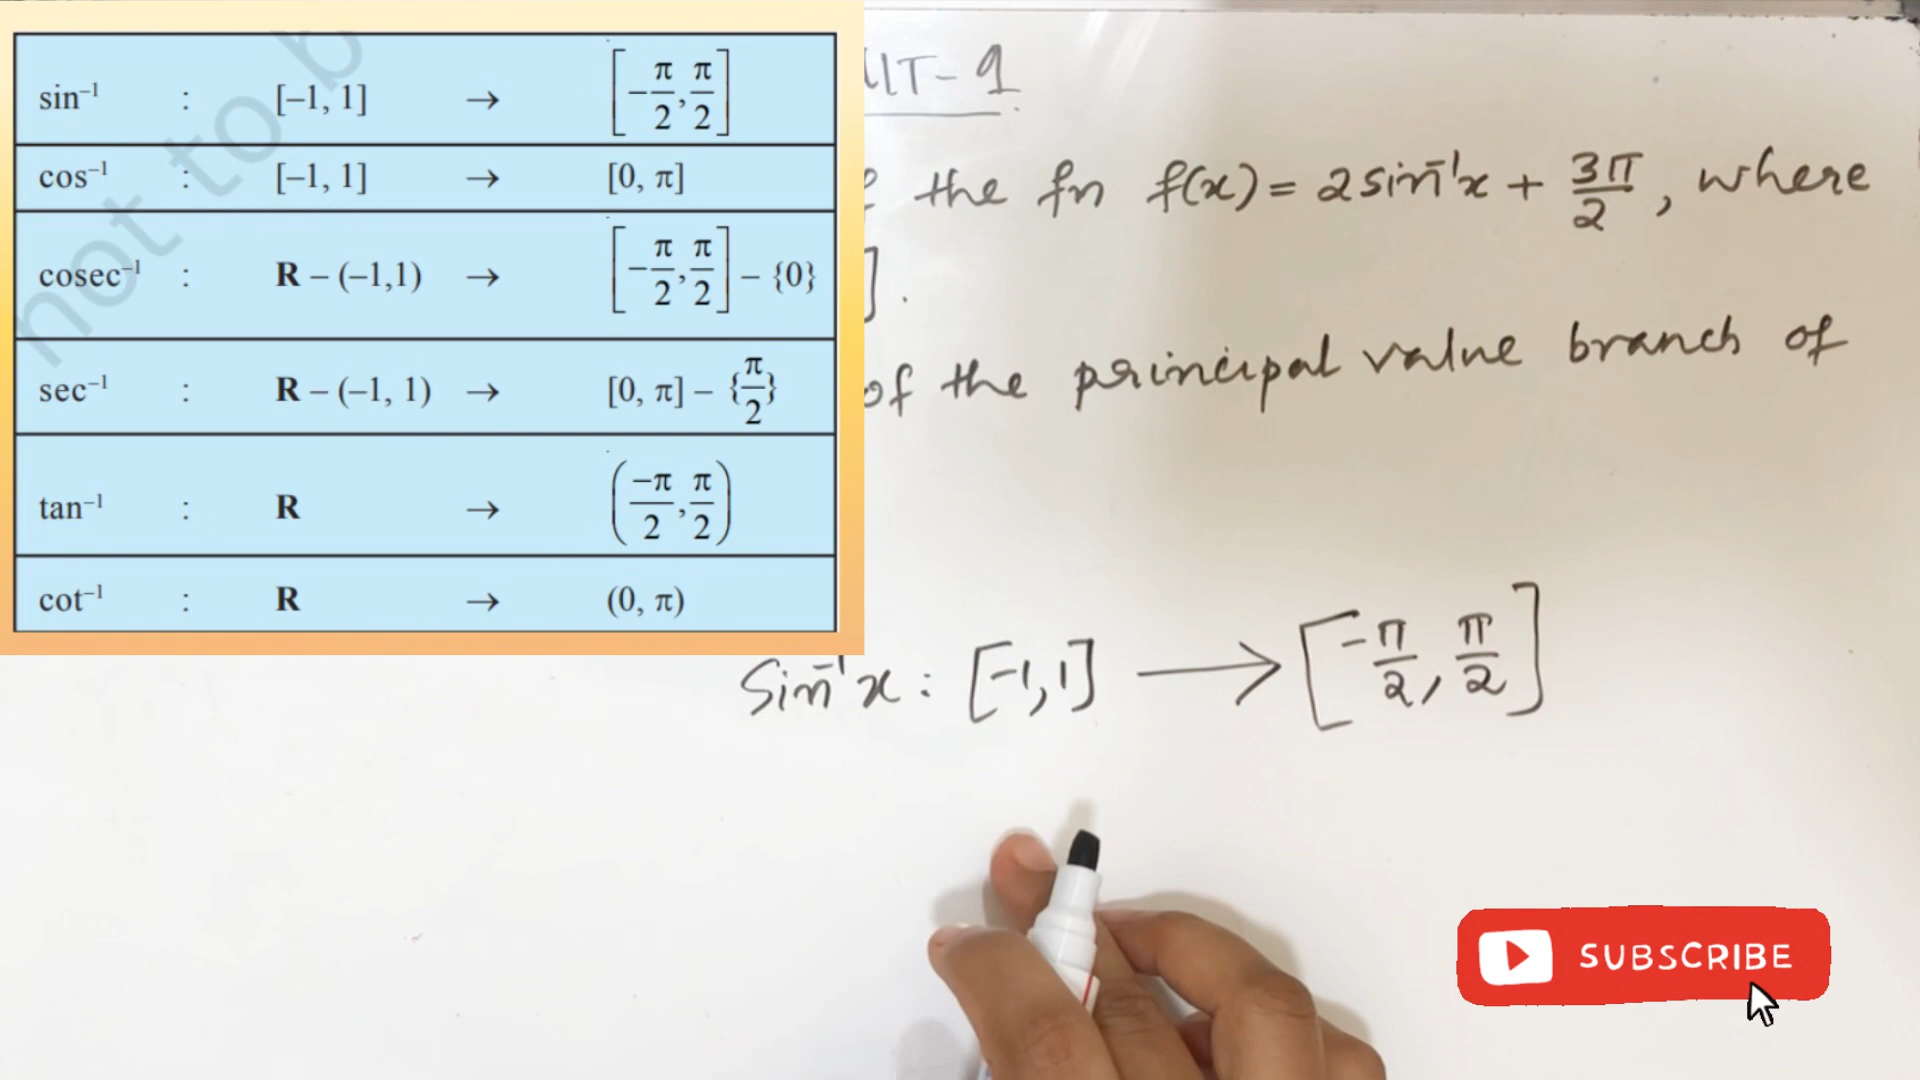 sin⁻¹ : [–1, 1] → [–π/2, π/2]
cos⁻¹ : [–1, 1] → [0, π]
cosec⁻¹ : R – (–1,1) → [–π/2, π/2] – {0}
sec⁻¹ : R – (–1, 1) → [0, π] – {π/2}
tan⁻¹ : R → (–π/2, π/2)
cot⁻¹ : R → (0, π)
not to b
the fn f(x) = 2sin⁻¹x + 3π/2, where
].
of the principal value branch of
Sin⁻¹x : [-1,1] ⟶ [-π/2, π/2]
SUBSCRIBE